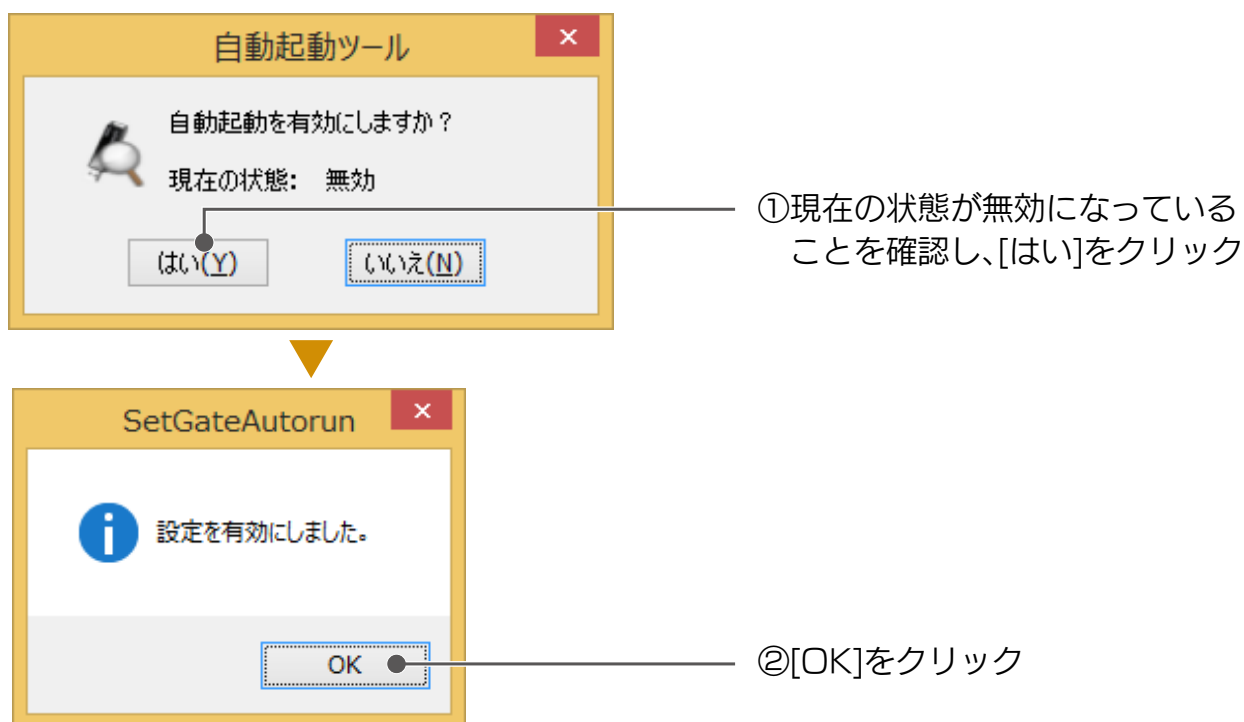 自動起動ツール
自動起動を有効にしますか？
現在の状態： 無効
はい(Y)
いいえ(N)
①現在の状態が無効になっている
ことを確認し、[はい]をクリック
SetGateAutorun
設定を有効にしました。
OK
②[OK]をクリック